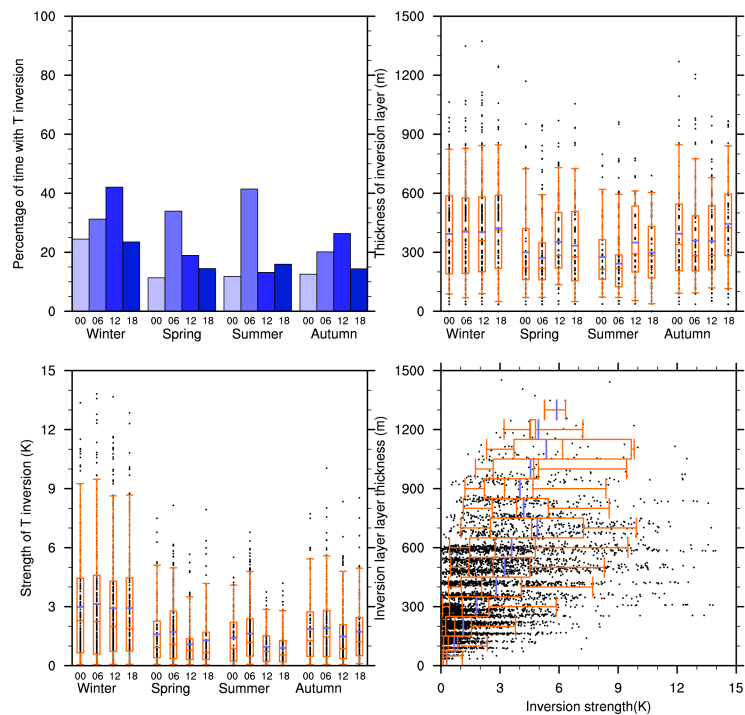 Percentage of time with T inversion
100
80
60
40
20
0
00 06 12 18 00 06 12 18 00 06 12 18 00 06 12 18
Winter Spring Summer Autumn
Thickness of inversion layer (m)
1500
1200
900
600
300
0
00 06 12 18 00 06 12 18 00 06 12 18 00 06 12 18
Winter Spring Summer Autumn
Strength of T inversion (K)
15
12
9
6
3
0
00 06 12 18 00 06 12 18 00 06 12 18 00 06 12 18
Winter Spring Summer Autumn
Inversion layer layer thickness (m)
1500
1200
900
600
300
0
0 3 6 9 12 15
Inversion strength(K)